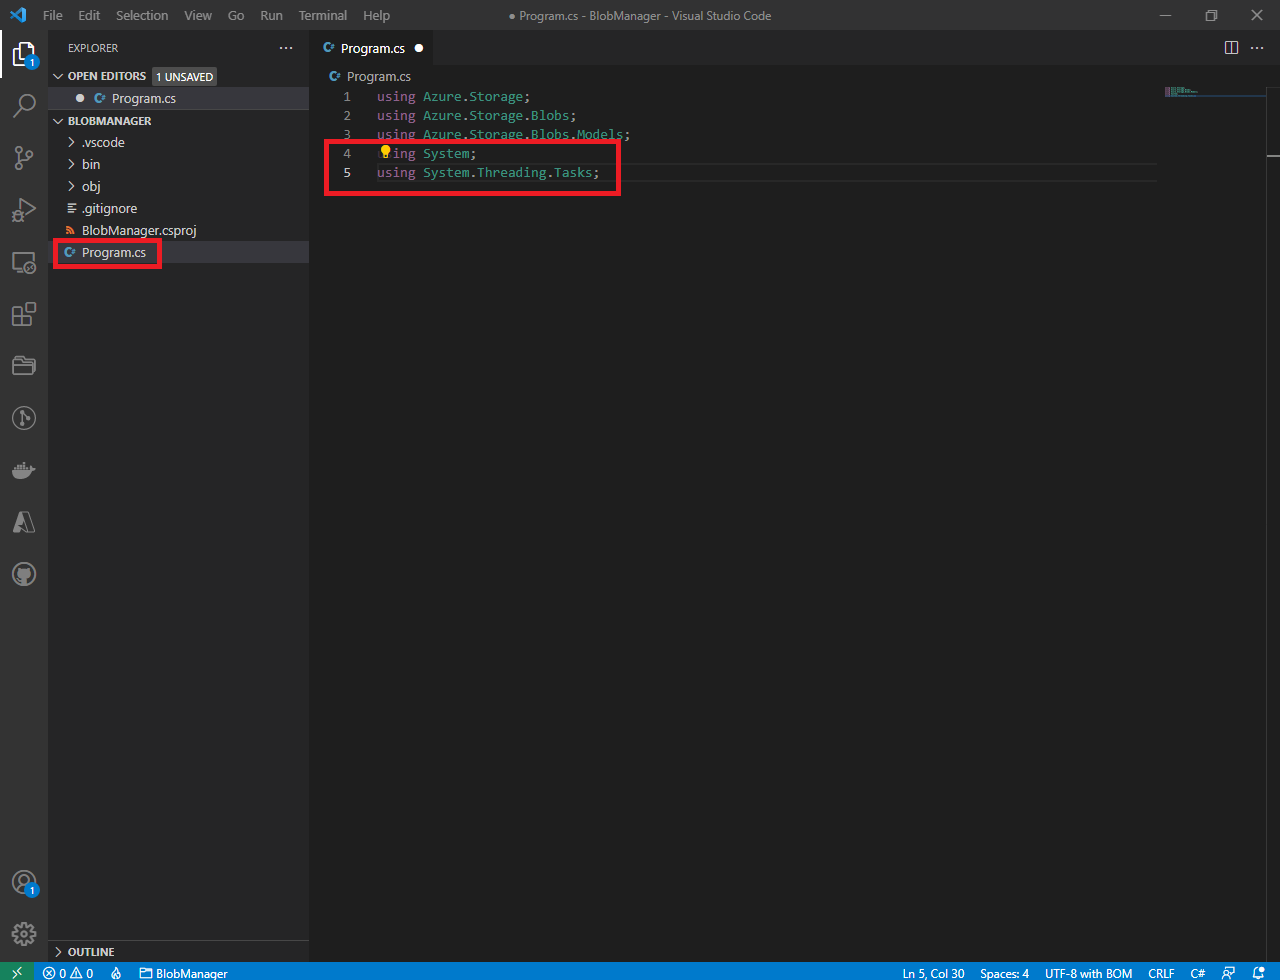 File Edit Selection View Go Run Terminal Help
● Program.cs - BlobManager - Visual Studio Code
EXPLORER
OPEN EDITORS 1 UNSAVED
C# Program.cs
BLOBMANAGER
.vscode
bin
obj
.gitignore
BlobManager.csproj
C# Program.cs
OUTLINE
C# Program.cs
C# Program.cs
1 using Azure.Storage;
2 using Azure.Storage.Blobs;
3 using Azure.Storage.Blobs.Models;
4 ing System;
5 using System.Threading.Tasks;
1
1
0 0 BlobManager Ln 5, Col 30 Spaces: 4 UTF-8 with BOM CRLF C#